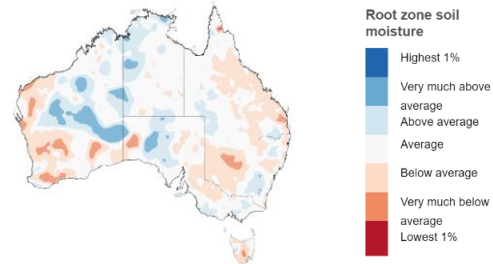 Root zone soil
moisture
Highest 1%
Very much above
average
Above average
Average
Below average
Very much below
average
Lowest 1%